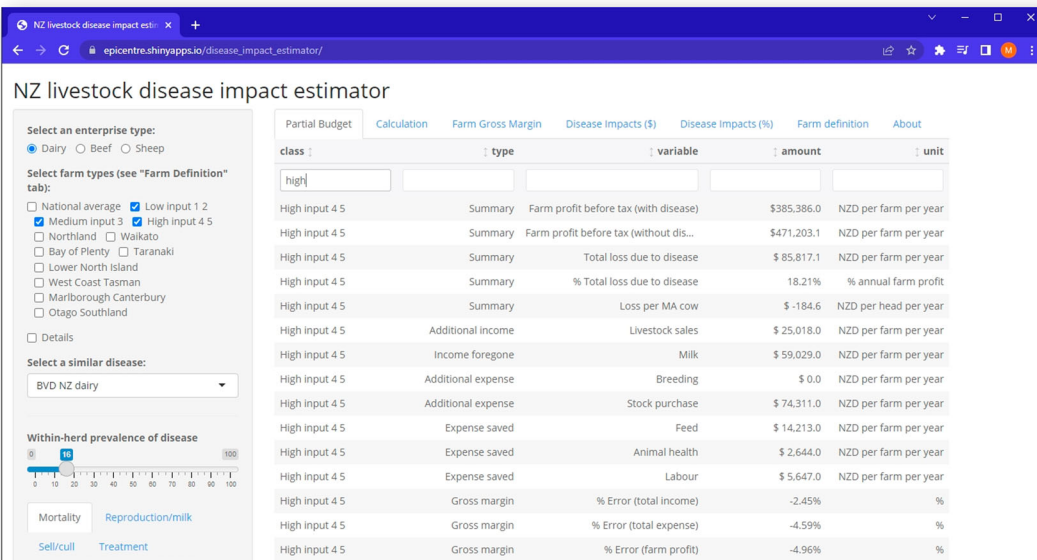 NZ livestock disease impact estin
epicentre.shinyapps.io/disease_impact_estimator/
M
NZ livestock disease impact estimator
Select an enterprise type:
Dairy Beef Sheep
Select farm types (see "Farm Definition"
tab):
National average Low input 1 2
Medium input 3 High input 4 5
Northland Waikato
Bay of Plenty Taranaki
Lower North Island
West Coast Tasman
Marlborough Canterbury
Otago Southland
Details
Select a similar disease:
BVD NZ dairy
Within-herd prevalence of disease
0 16 100
0 10 20 30 40 50 60 70 80 90 100
Mortality Reproduction/milk
Sell/cull Treatment
Partial Budget Calculation Farm Gross Margin Disease Impacts ($) Disease Impacts (%) Farm definition About
class type variable amount unit
high
High input 4 5 Summary Farm profit before tax (with disease) $385,386.0 NZD per farm per year
High input 4 5 Summary Farm profit before tax (without dis... $471,203.1 NZD per farm per year
High input 4 5 Summary Total loss due to disease $ 85,817.1 NZD per farm per year
High input 4 5 Summary % Total loss due to disease 18.21% % annual farm profit
High input 4 5 Summary Loss per MA cow $ -184.6 NZD per head per year
High input 4 5 Additional income Livestock sales $ 25,018.0 NZD per farm per year
High input 4 5 Income foregone Milk $ 59,029.0 NZD per farm per year
High input 4 5 Additional expense Breeding $ 0.0 NZD per farm per year
High input 4 5 Additional expense Stock purchase $ 74,311.0 NZD per farm per year
High input 4 5 Expense saved Feed $ 14,213.0 NZD per farm per year
High input 4 5 Expense saved Animal health $ 2,644.0 NZD per farm per year
High input 4 5 Expense saved Labour $ 5,647.0 NZD per farm per year
High input 4 5 Gross margin % Error (total income) -2.45% %
High input 4 5 Gross margin % Error (total expense) -4.59% %
High input 4 5 Gross margin % Error (farm profit) -4.96% %